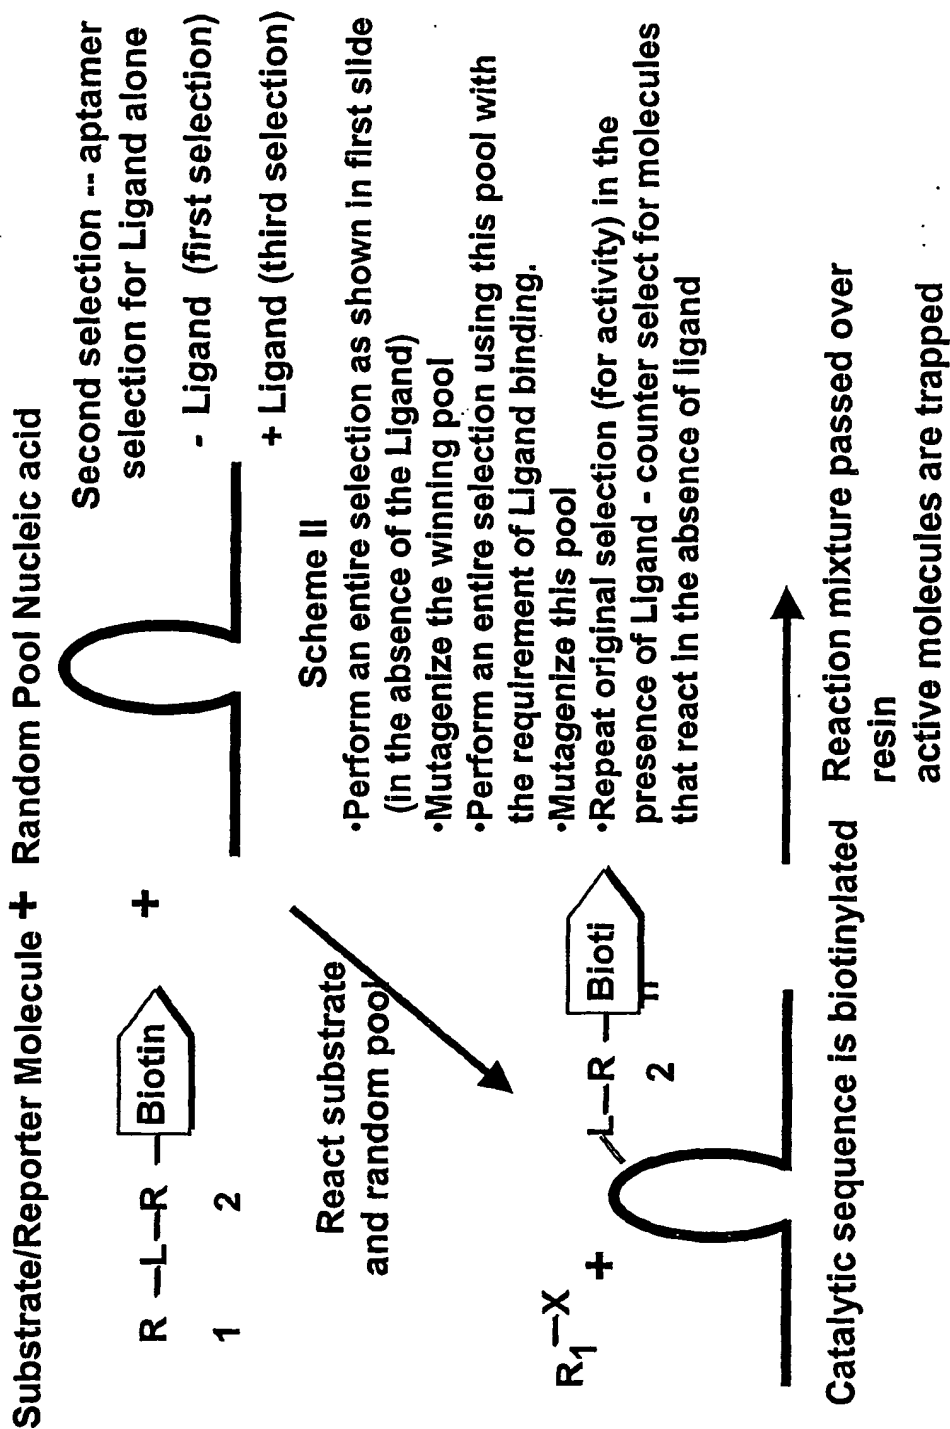 Substrate/Reporter Molecule + Random Pool Nucleic acid
R —L—R — Biotin
1 2
+
Second selection -- aptamer
selection for Ligand alone
- Ligand (first selection)
+ Ligand (third selection)
React substrate
and random pool
Scheme II
•Perform an entire selection as shown in first slide
(in the absence of the Ligand)
•Mutagenize the winning pool
•Perform an entire selection using this pool with
the requirement of Ligand binding.
•Mutagenize this pool
•Repeat original selection (for activity) in the
presence of Ligand - counter select for molecules
that react in the absence of ligand
R1—X +
L—R — Bioti
2 n
Catalytic sequence is biotinylated
Reaction mixture passed over
resin
active molecules are trapped